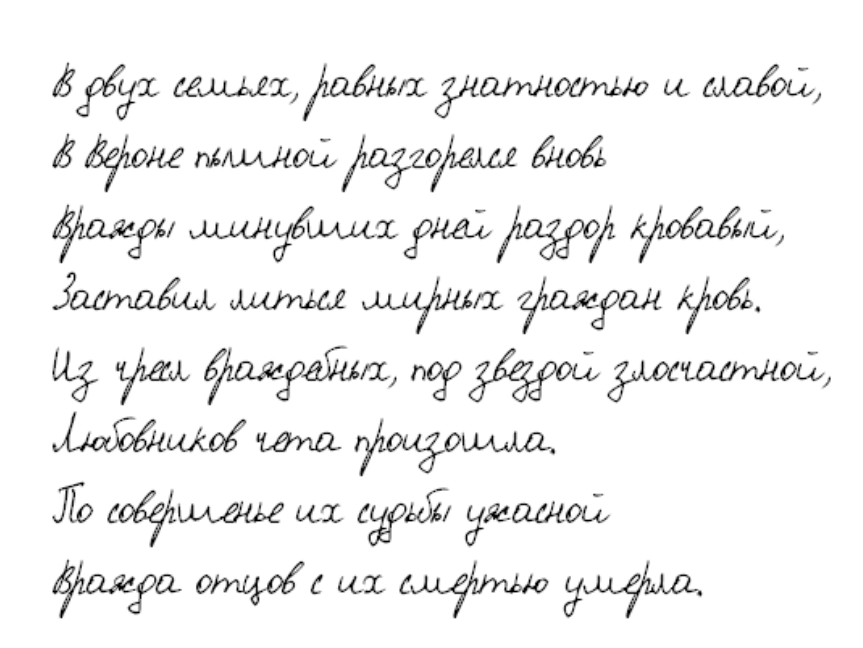 В двух семьях, равных знатностью и славой,
В Вероне пышной разгорелся вновь
Вражды минувших дней раздор кровавый,
Заставил литься мирных граждан кровь.
Из чресл враждебных, под звездой злосчастной,
Любовников чета произошла.
По совершенье их судьбы ужасной
Вражда отцов с их смертью умерла.